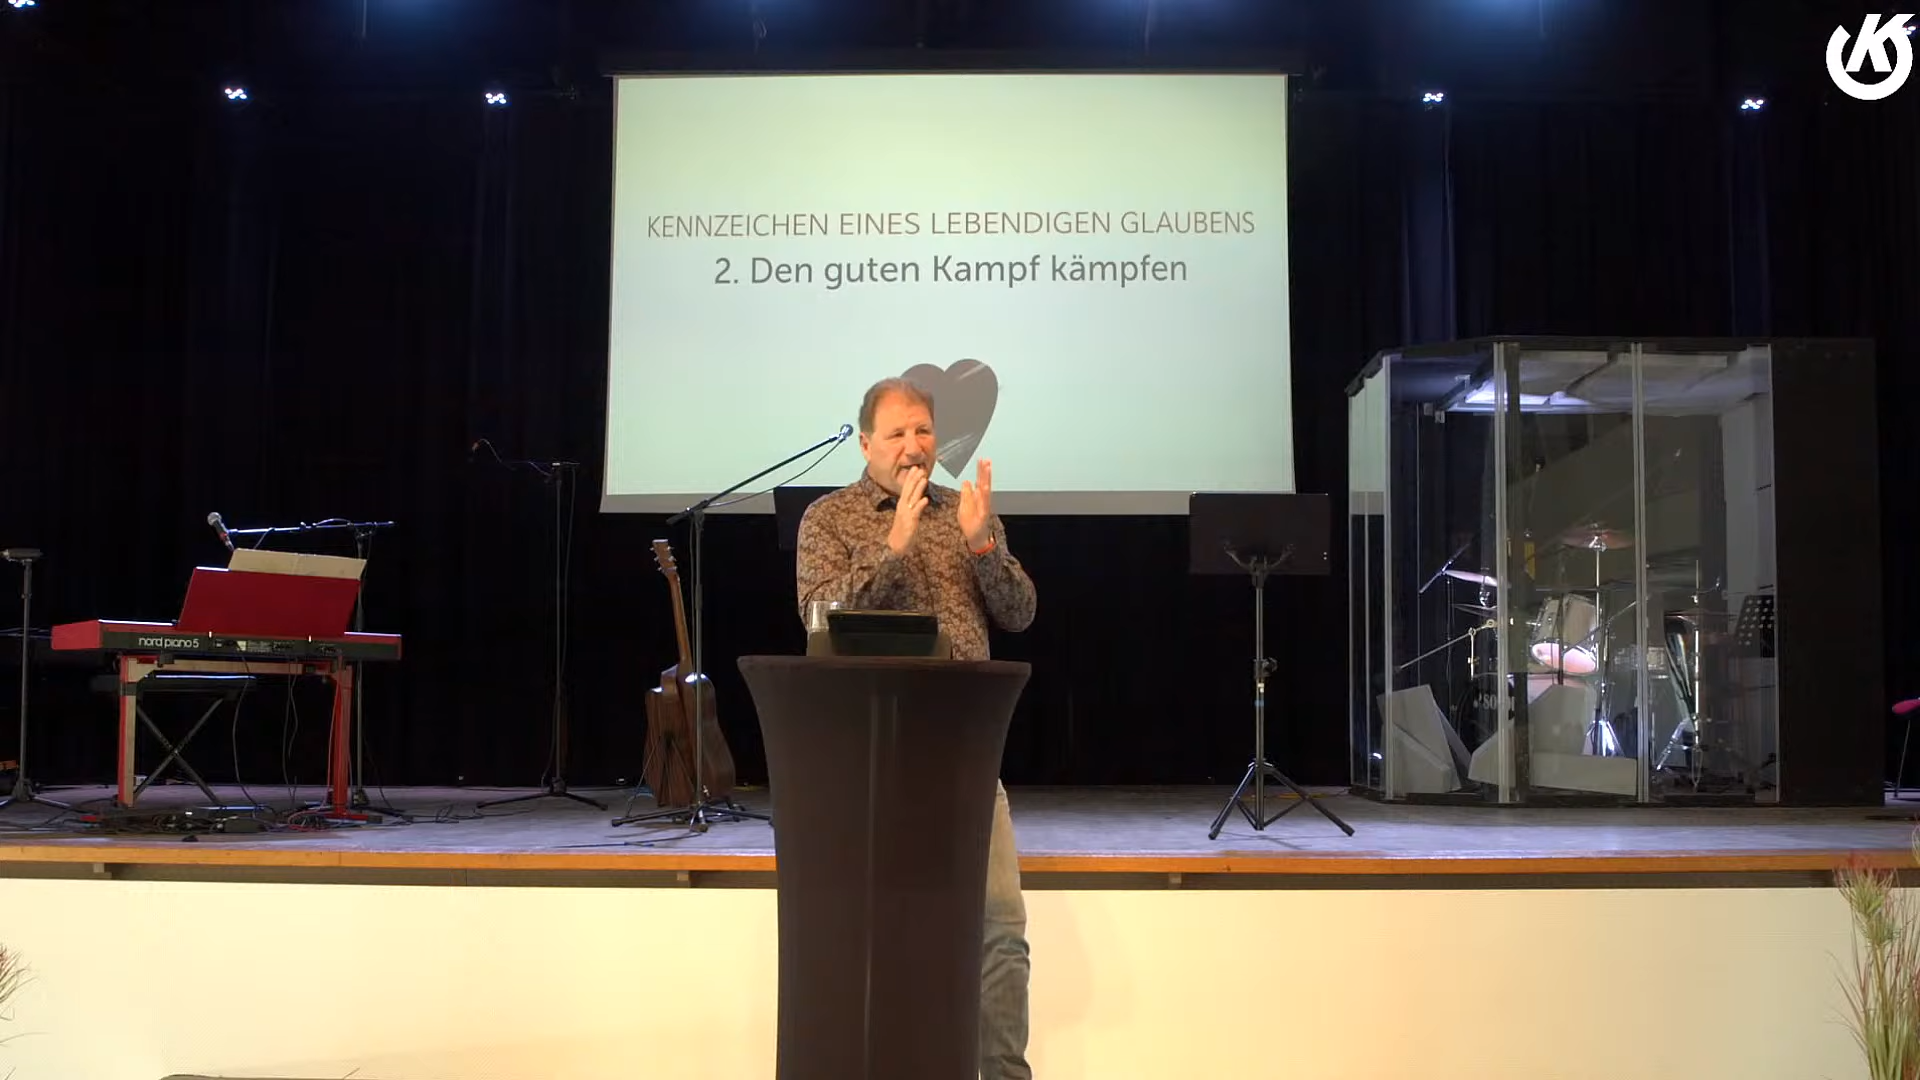 KENNZEICHEN EINES LEBENDIGEN GLAUBENS
2. Den guten Kampf kämpfen
nord piano 5